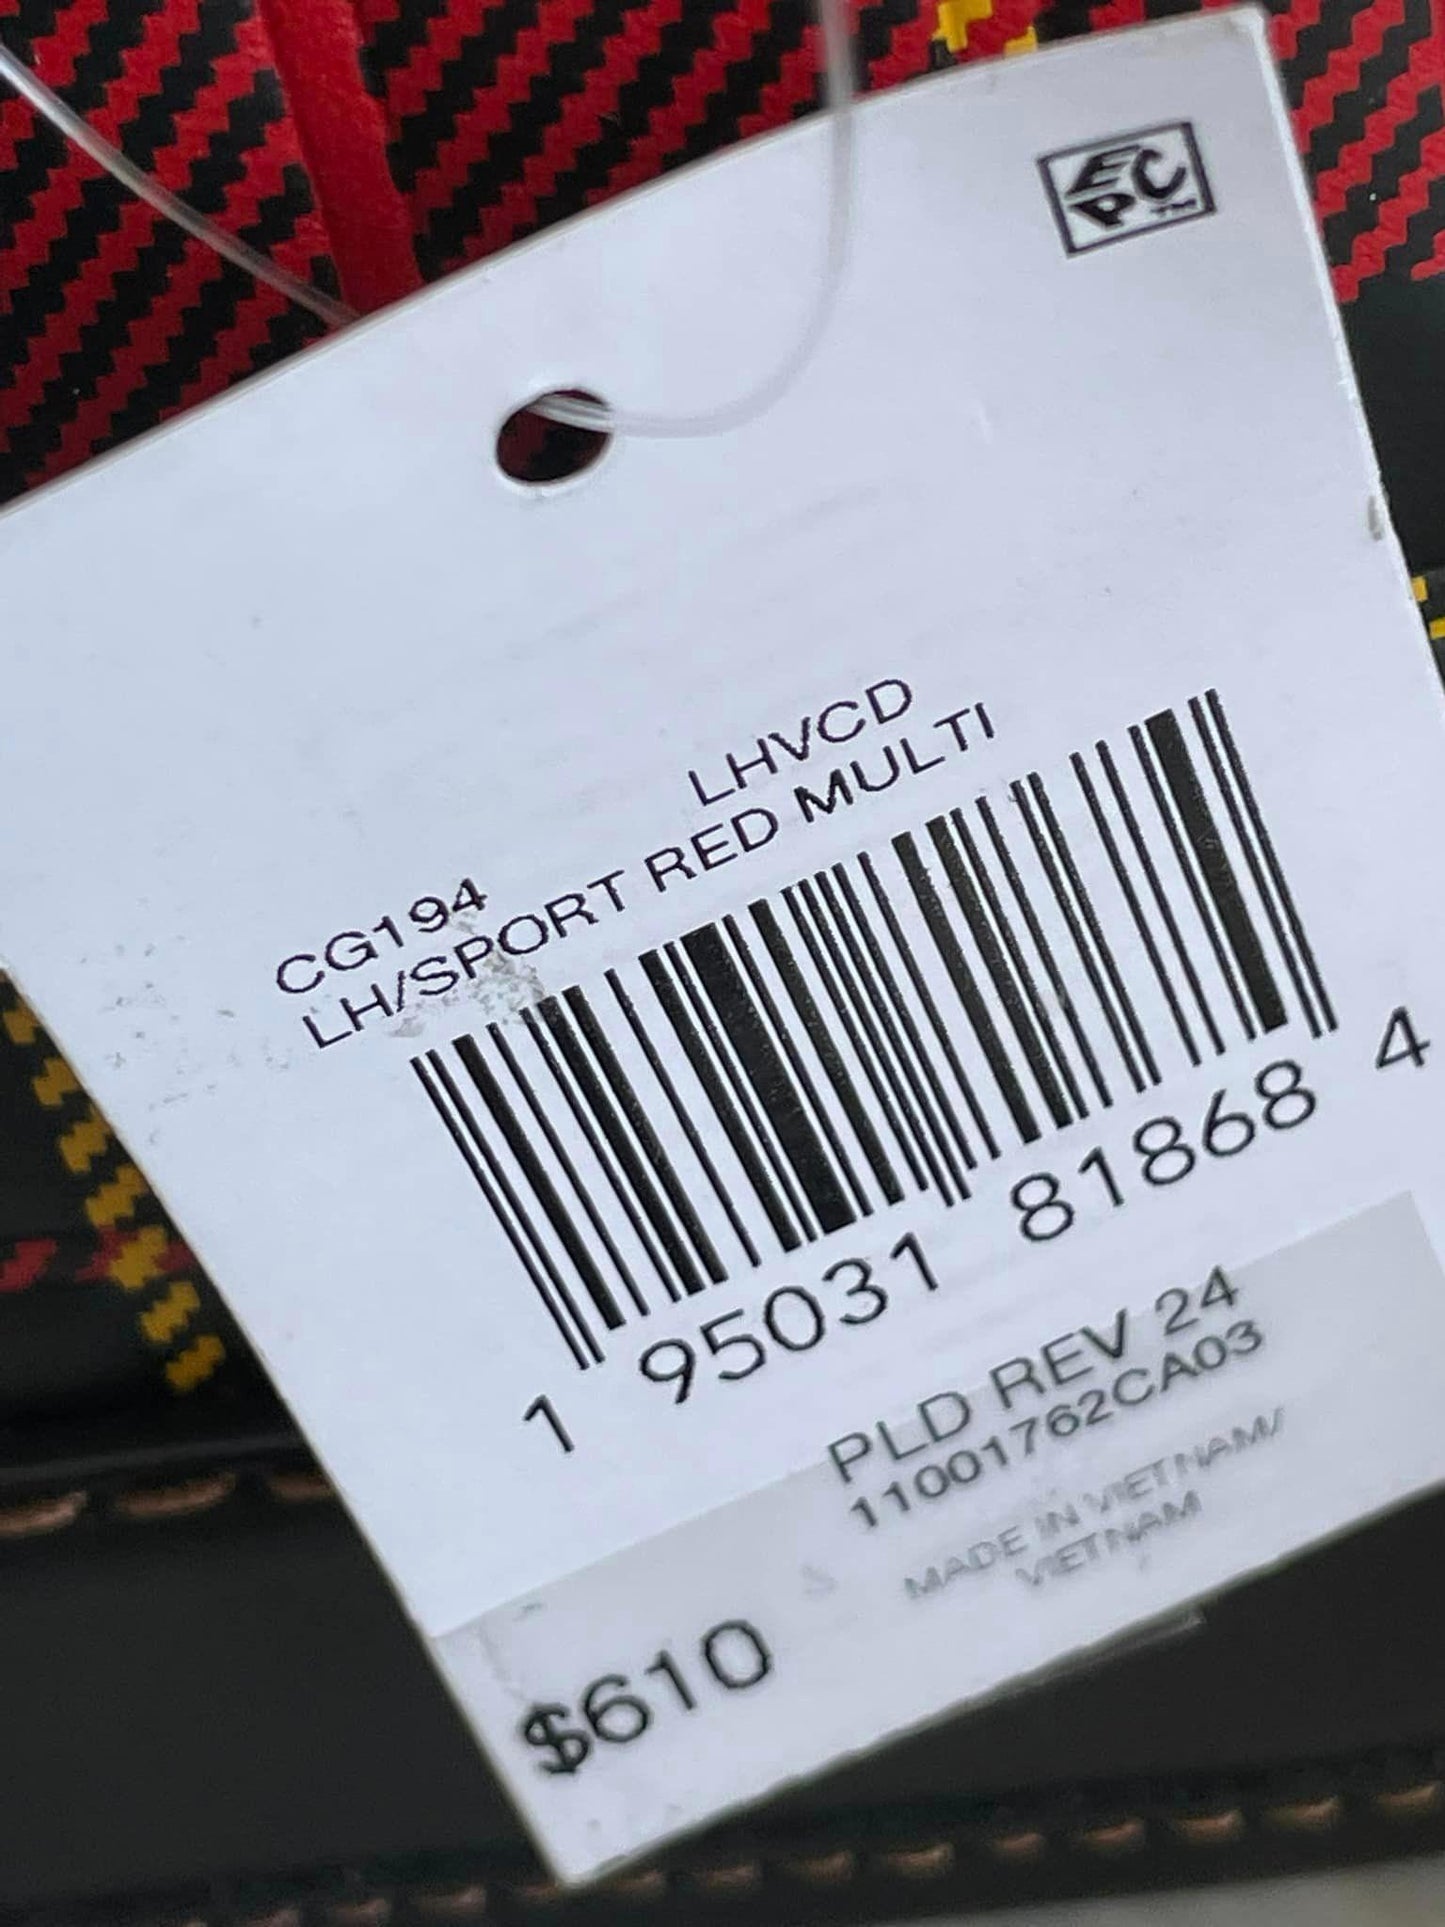 EPC™
CG194 LHVCD
LH/SPORT RED MULTI
1 95031 81868 4
PLD REV 24
11001762CA03
MADE IN VIETNAM/
VIETNAM
$610